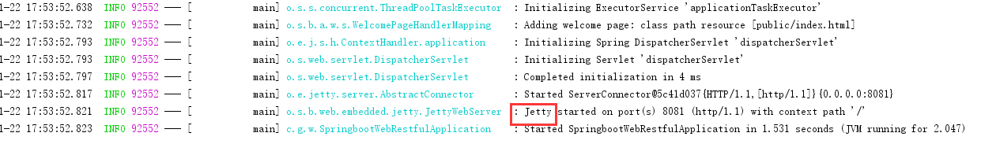 1-22 17:53:52.638  INFO 92552 --- [           main] o.s.s.concurrent.ThreadPoolTaskExecutor  : Initializing ExecutorService 'applicationTaskExecutor'
1-22 17:53:52.732  INFO 92552 --- [           main] o.s.b.a.w.s.WelcomePageHandlerMapping    : Adding welcome page: class path resource [public/index.html]
1-22 17:53:52.793  INFO 92552 --- [           main] o.e.j.s.h.ContextHandler.application     : Initializing Spring DispatcherServlet 'dispatcherServlet'
1-22 17:53:52.793  INFO 92552 --- [           main] o.s.web.servlet.DispatcherServlet        : Initializing Servlet 'dispatcherServlet'
1-22 17:53:52.797  INFO 92552 --- [           main] o.s.web.servlet.DispatcherServlet        : Completed initialization in 4 ms
1-22 17:53:52.817  INFO 92552 --- [           main] o.e.jetty.server.AbstractConnector       : Started ServerConnector@5c41d037{HTTP/1.1,[http/1.1]}{0.0.0.0:8081}
1-22 17:53:52.821  INFO 92552 --- [           main] o.s.b.web.embedded.jetty.JettyWebServer  : Jetty started on port(s) 8081 (http/1.1) with context path '/'
1-22 17:53:52.823  INFO 92552 --- [           main] c.g.w.SpringbootWebRestfulApplication    : Started SpringbootWebRestfulApplication in 1.531 seconds (JVM running for 2.047)